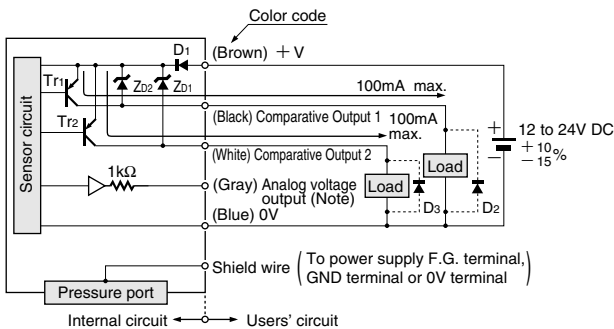 Color code
D1
(Brown) +V
Tr1
ZD2
ZD1
100mA max.
(Black) Comparative Output 1
Tr2
100mA
max.
+
12 to 24V DC
+10
−
−15%
(White) Comparative Output 2
Sensor circuit
Load
Load
1kΩ
(Gray) Analog voltage
output (Note)
D3
D2
(Blue) 0V
Shield wire
(To power supply F.G. terminal,
GND terminal or 0V terminal)
Pressure port
Internal circuit
Users' circuit